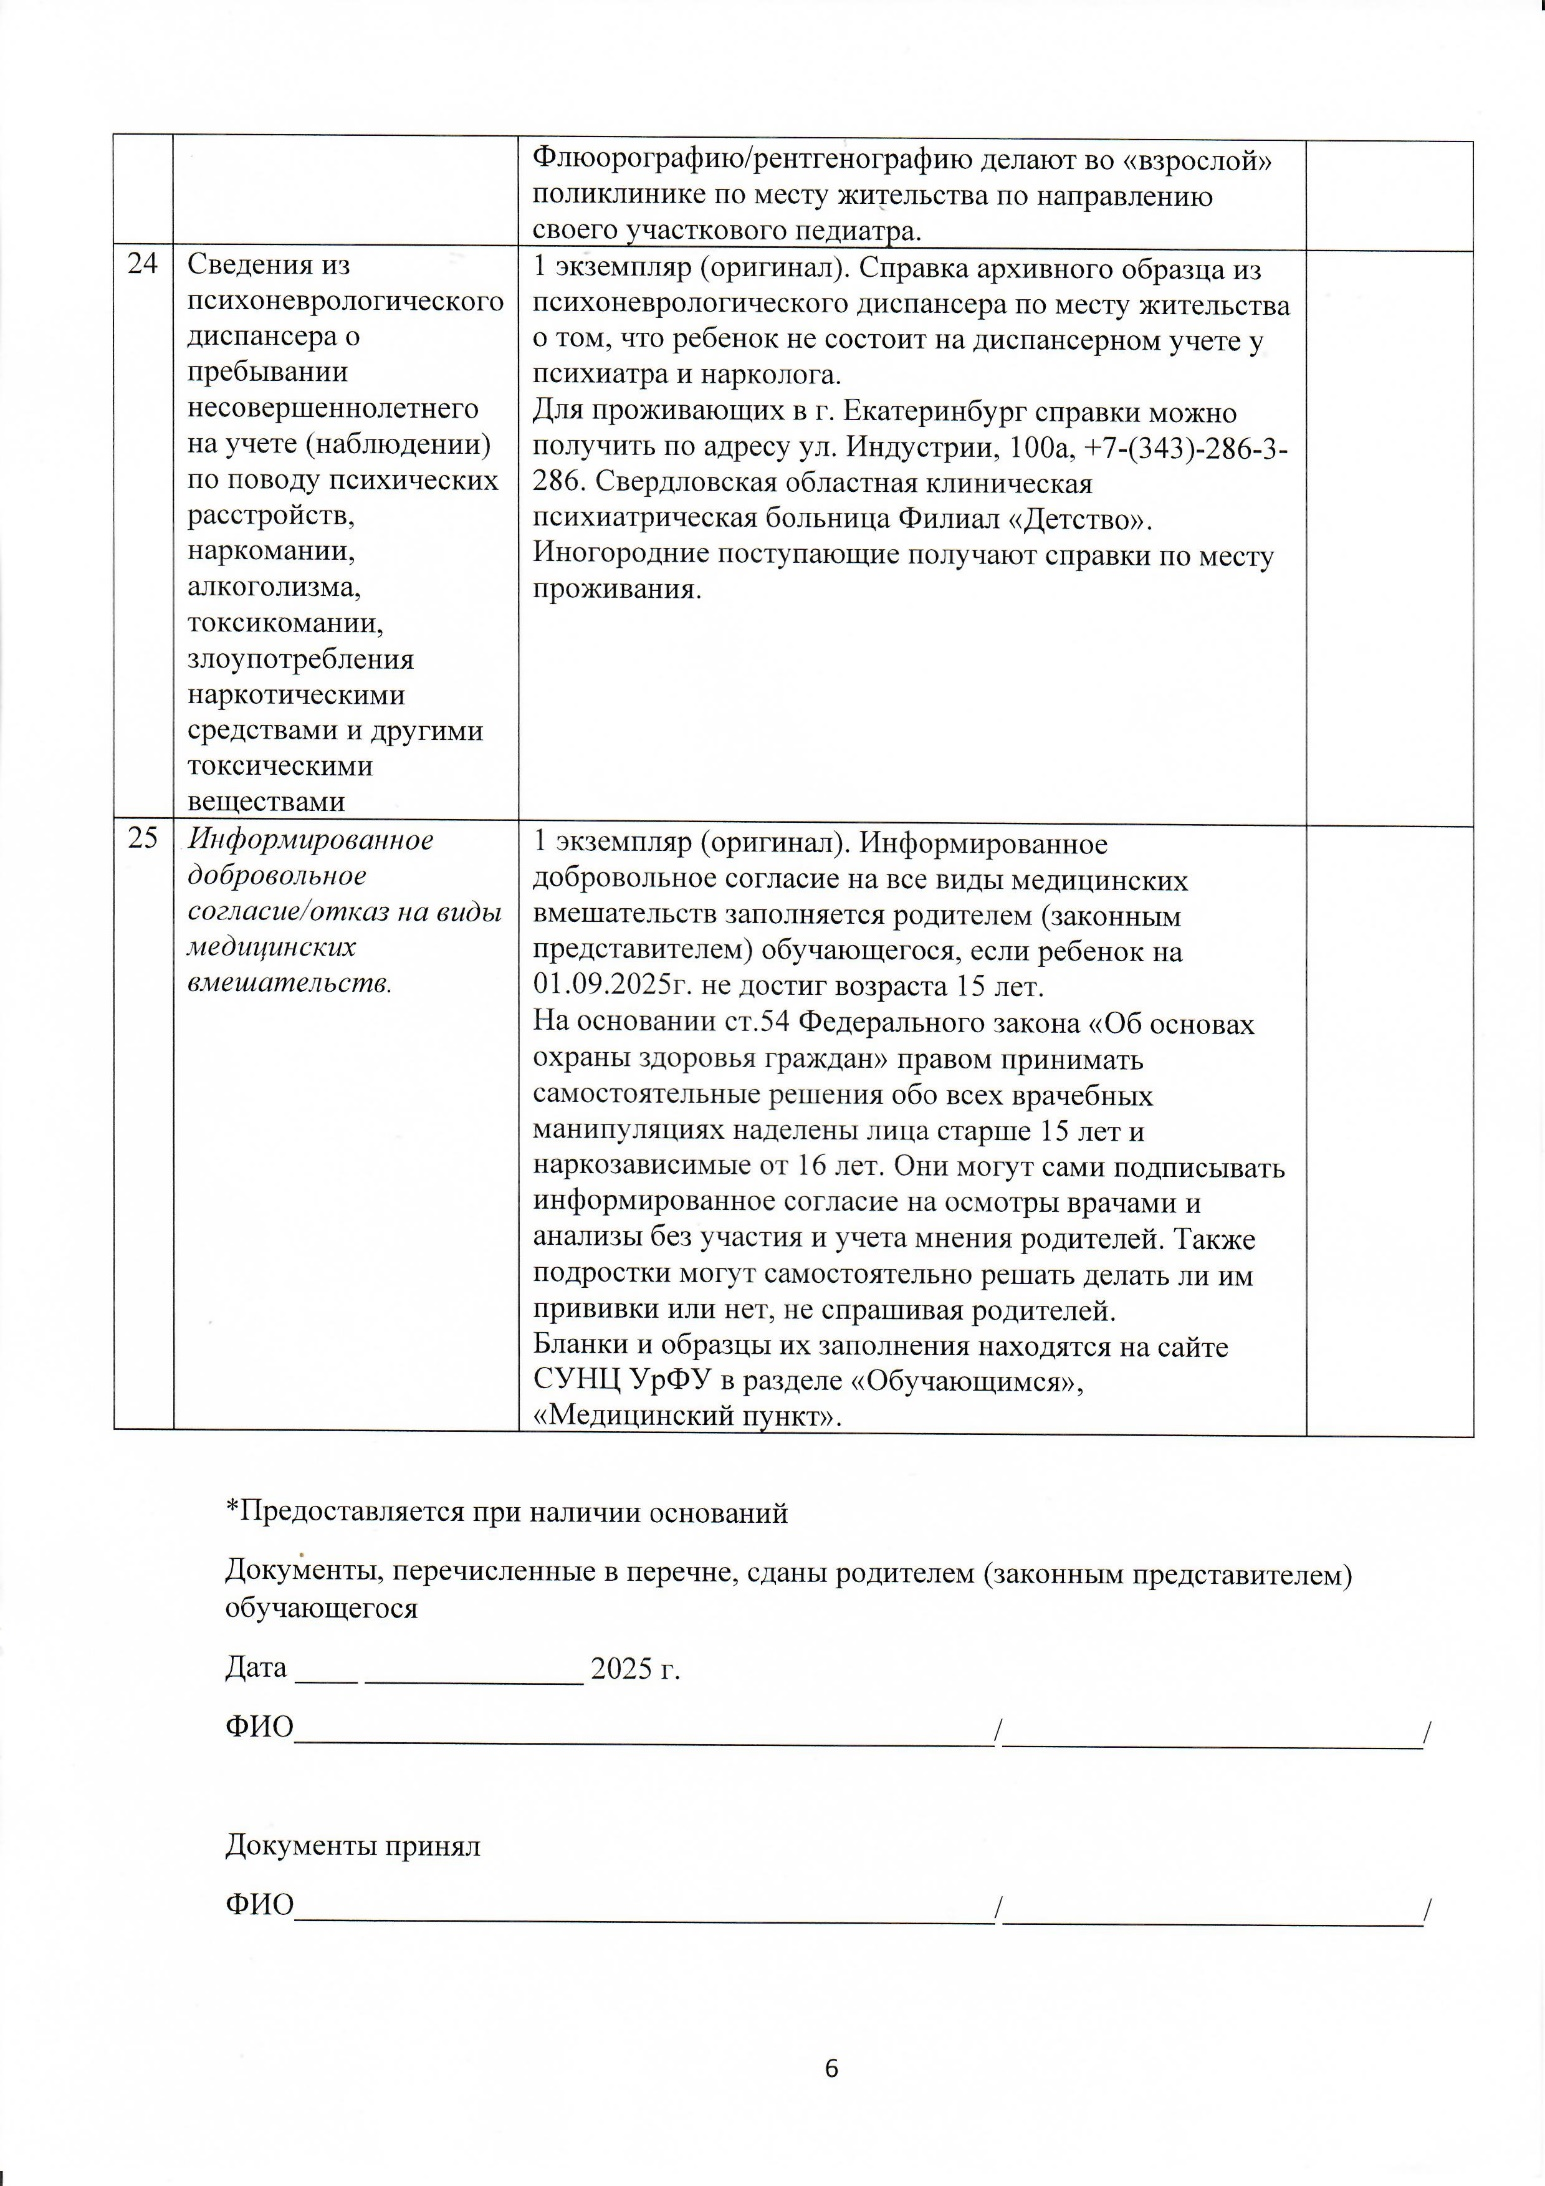 Флюорографию/рентгенографию делают во «взрослой»
поликлинике по месту жительства по направлению
своего участкового педиатра.
24
Сведения из
психоневрологического
диспансера о
пребывании
несовершеннолетнего
на учете (наблюдении)
по поводу психических
расстройств,
наркомании,
алкоголизма,
токсикомании,
злоупотребления
наркотическими
средствами и другими
токсическими
веществами
1 экземпляр (оригинал). Справка архивного образца из
психоневрологического диспансера по месту жительства
о том, что ребенок не состоит на диспансерном учете у
психиатра и нарколога.
Для проживающих в г. Екатеринбург справки можно
получить по адресу ул. Индустрии, 100а, +7-(343)-286-3-
286. Свердловская областная клиническая
психиатрическая больница Филиал «Детство».
Иногородние поступающие получают справки по месту
проживания.
25
Информированное
добровольное
согласие/отказ на виды
медицинских
вмешательств.
1 экземпляр (оригинал). Информированное
добровольное согласие на все виды медицинских
вмешательств заполняется родителем (законным
представителем) обучающегося, если ребенок на
01.09.2025г. не достиг возраста 15 лет.
На основании ст.54 Федерального закона «Об основах
охраны здоровья граждан» правом принимать
самостоятельные решения обо всех врачебных
манипуляциях наделены лица старше 15 лет и
наркозависимые от 16 лет. Они могут сами подписывать
информированное согласие на осмотры врачами и
анализы без участия и учета мнения родителей. Также
подростки могут самостоятельно решать делать ли им
прививки или нет, не спрашивая родителей.
Бланки и образцы их заполнения находятся на сайте
СУНЦ УрФУ в разделе «Обучающимся»,
«Медицинский пункт».
*Предоставляется при наличии оснований
Документы, перечисленные в перечне, сданы родителем (законным представителем)
обучающегося
Дата ____ ______________ 2025 г.
ФИО_____________________________________________/___________________________/
Документы принял
ФИО_____________________________________________/___________________________/
6